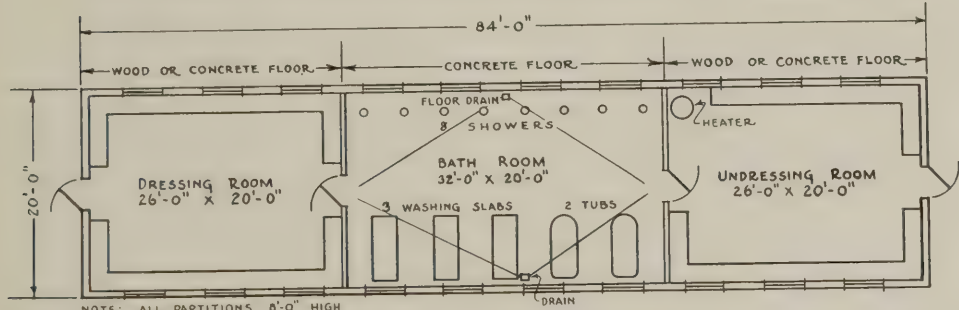 84'-0"
WOOD OR CONCRETE FLOOR
CONCRETE FLOOR
WOOD OR CONCRETE FLOOR
FLOOR DRAIN
8 SHOWERS
HEATER
20'-0"
DRESSING ROOM
26'-0" X 20'-0"
BATH ROOM
32'-0" X 20'-0"
UNDRESSING ROOM
26'-0" X 20'-0"
3 WASHING SLABS
2 TUBS
DRAIN
NOTE: ALL PARTITIONS 8'-0" HIGH